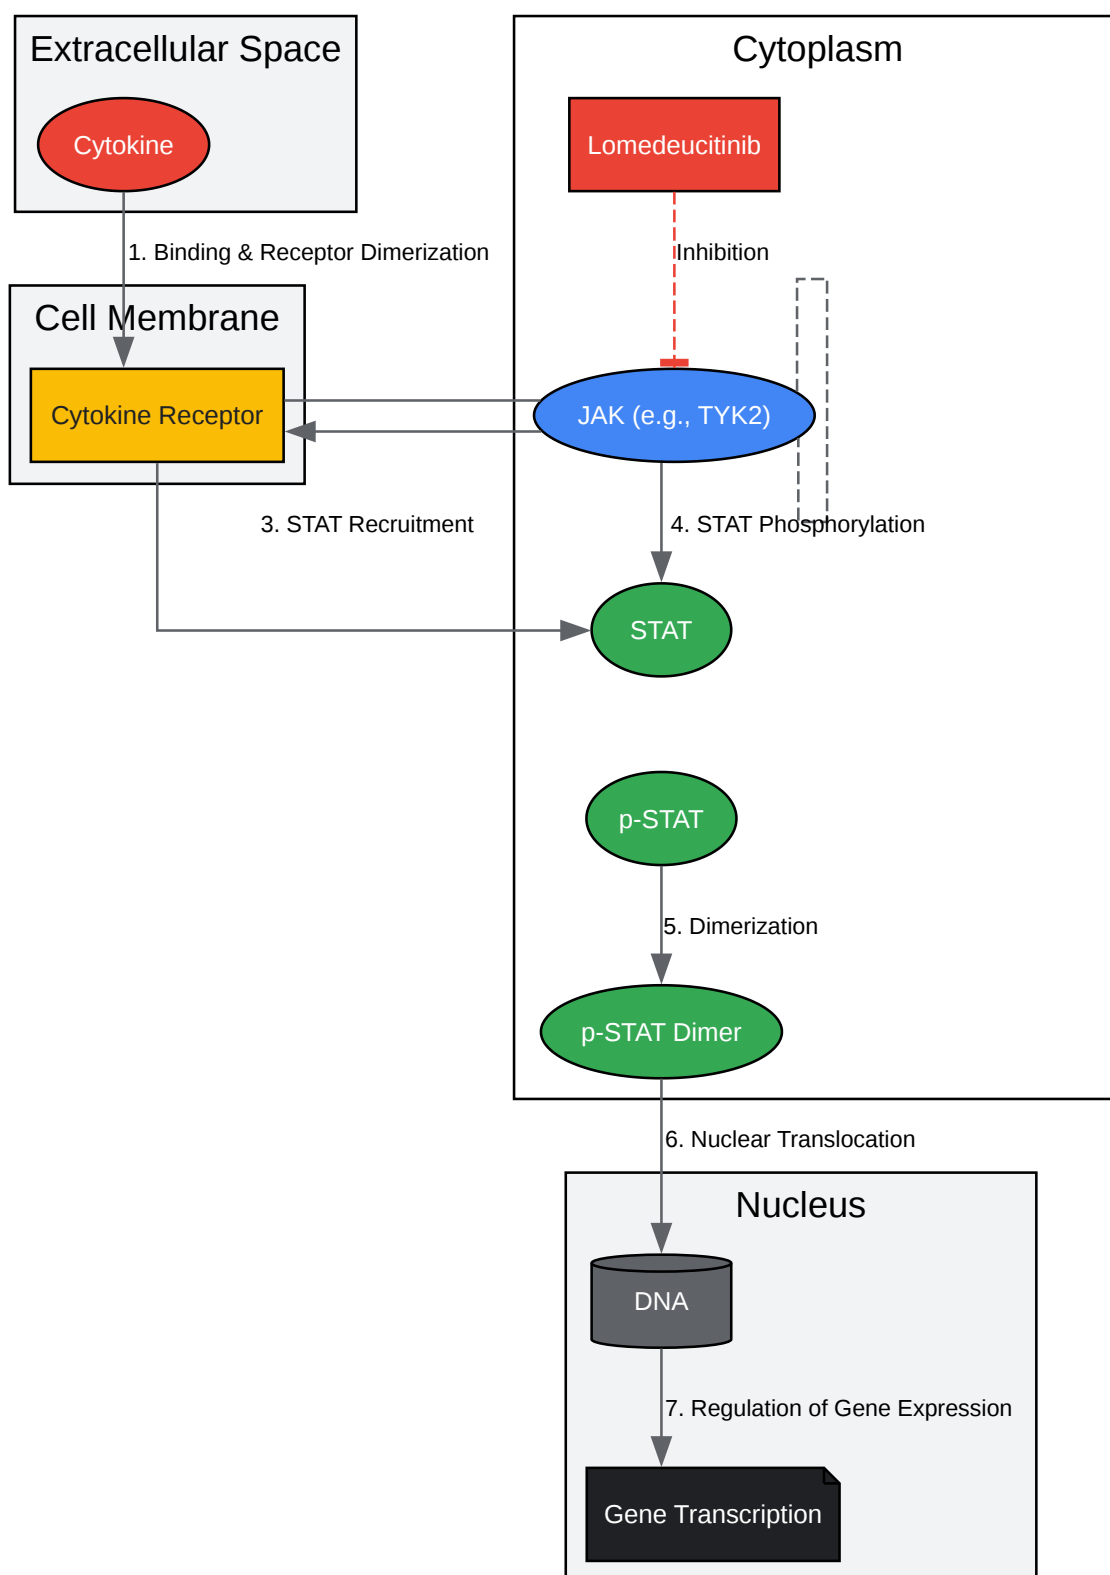 Extracellular Space
Cytokine
1. Binding & Receptor Dimerization
Cell Membrane
Cytokine Receptor
3. STAT Recruitment
Cytoplasm
Lomedeucitinib
Inhibition
JAK (e.g., TYK2)
4. STAT Phosphorylation
STAT
p-STAT
5. Dimerization
p-STAT Dimer
6. Nuclear Translocation
Nucleus
DNA
7. Regulation of Gene Expression
Gene Transcription